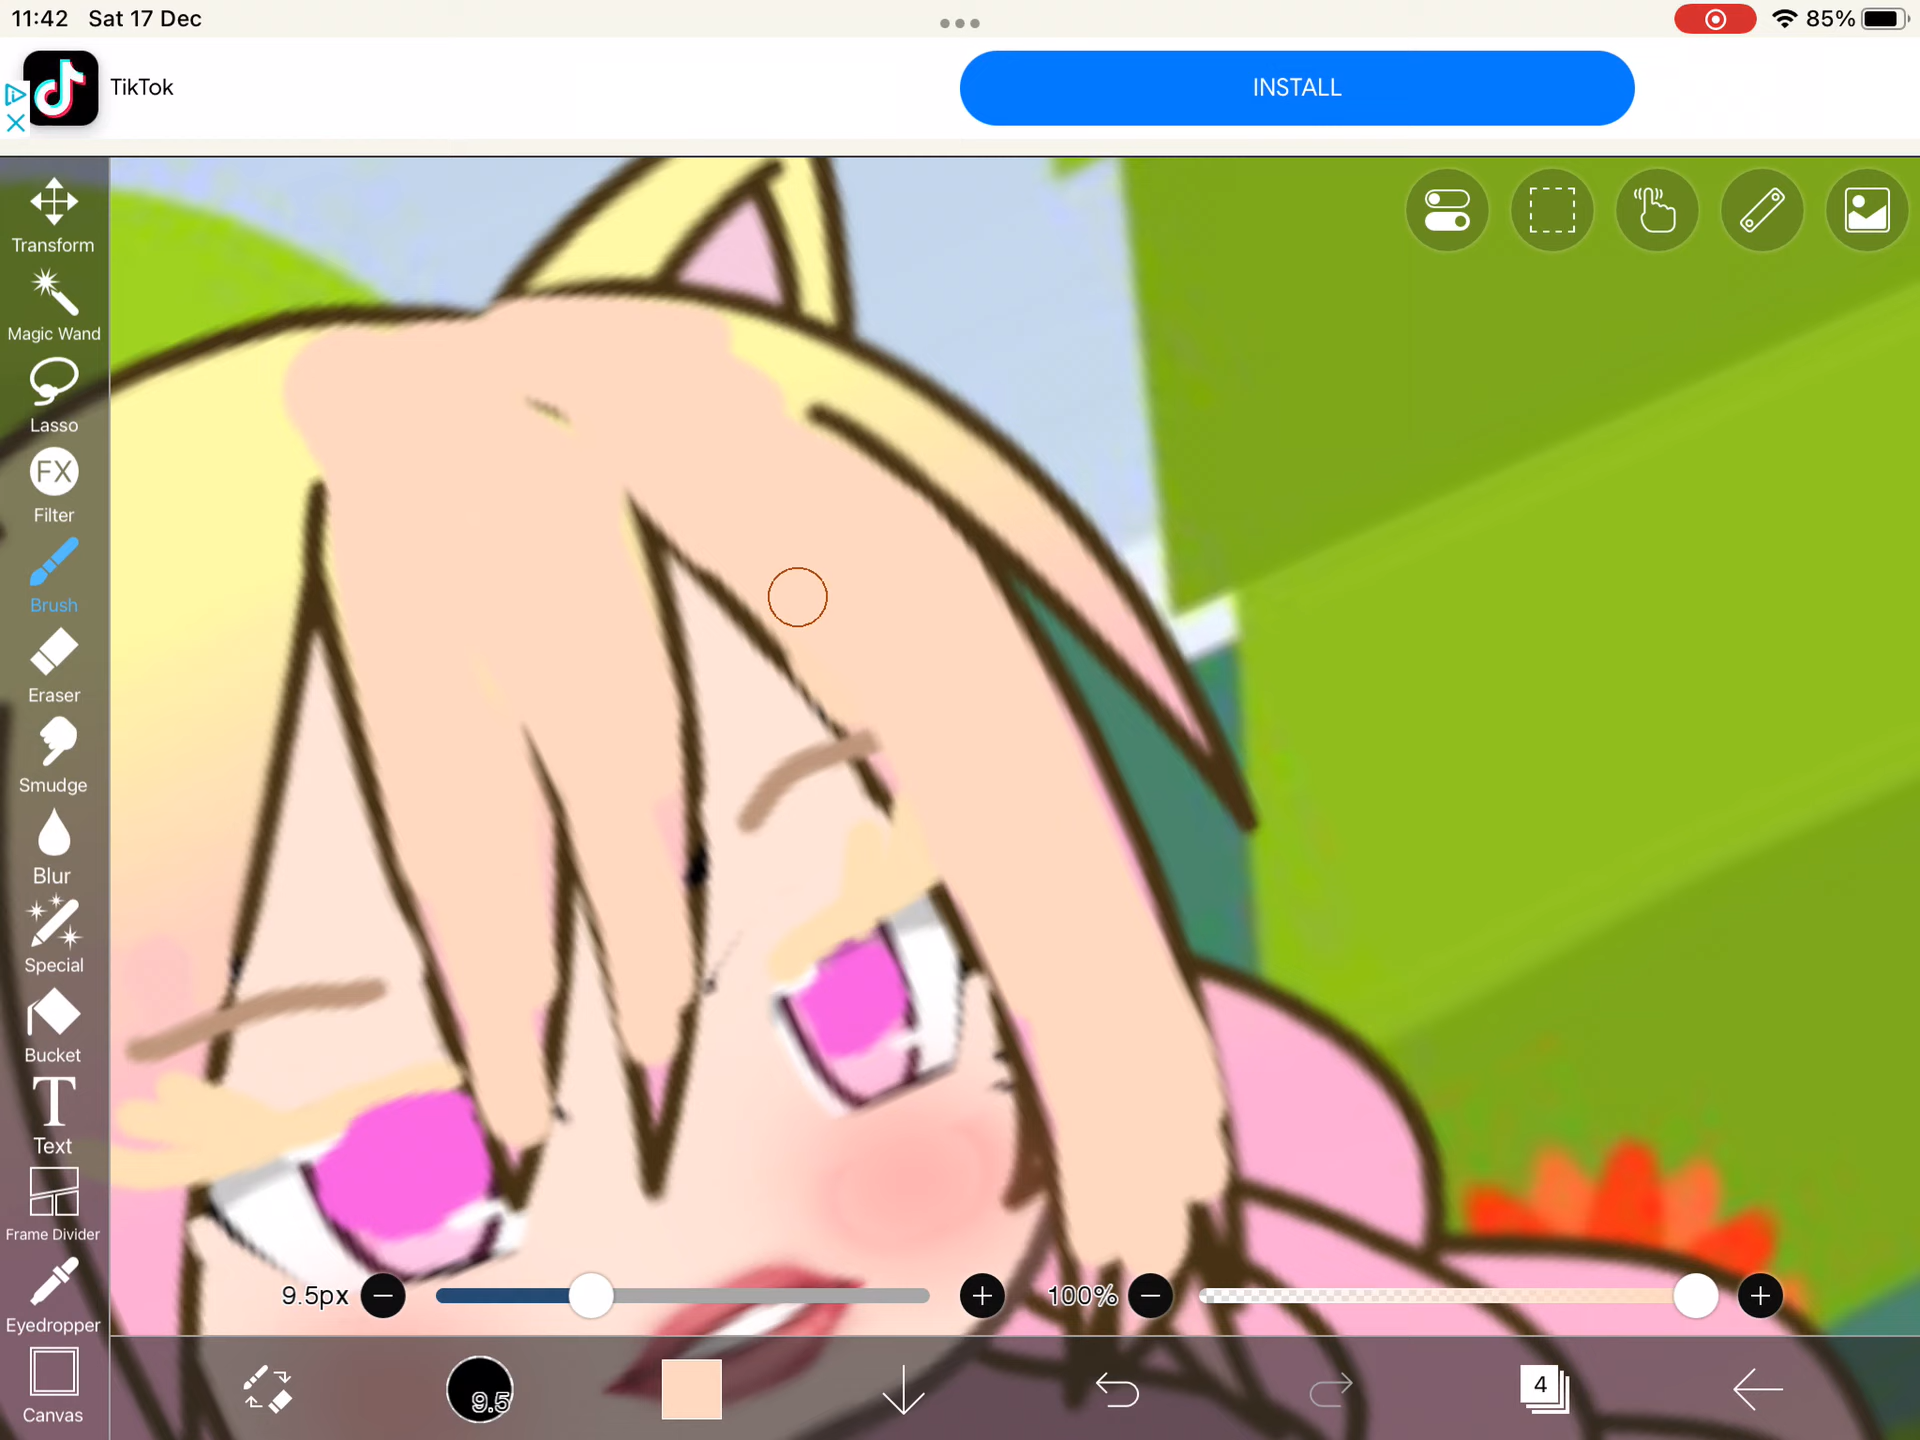 11:42 Sat 17 Dec
85%
TikTok
INSTALL
Transform
Magic Wand
Lasso
FX
Filter
Brush
Eraser
Smudge
Blur
Special
Bucket
T
Text
Frame Divider
Eyedropper
Canvas
9.5px
100%
9.5
4